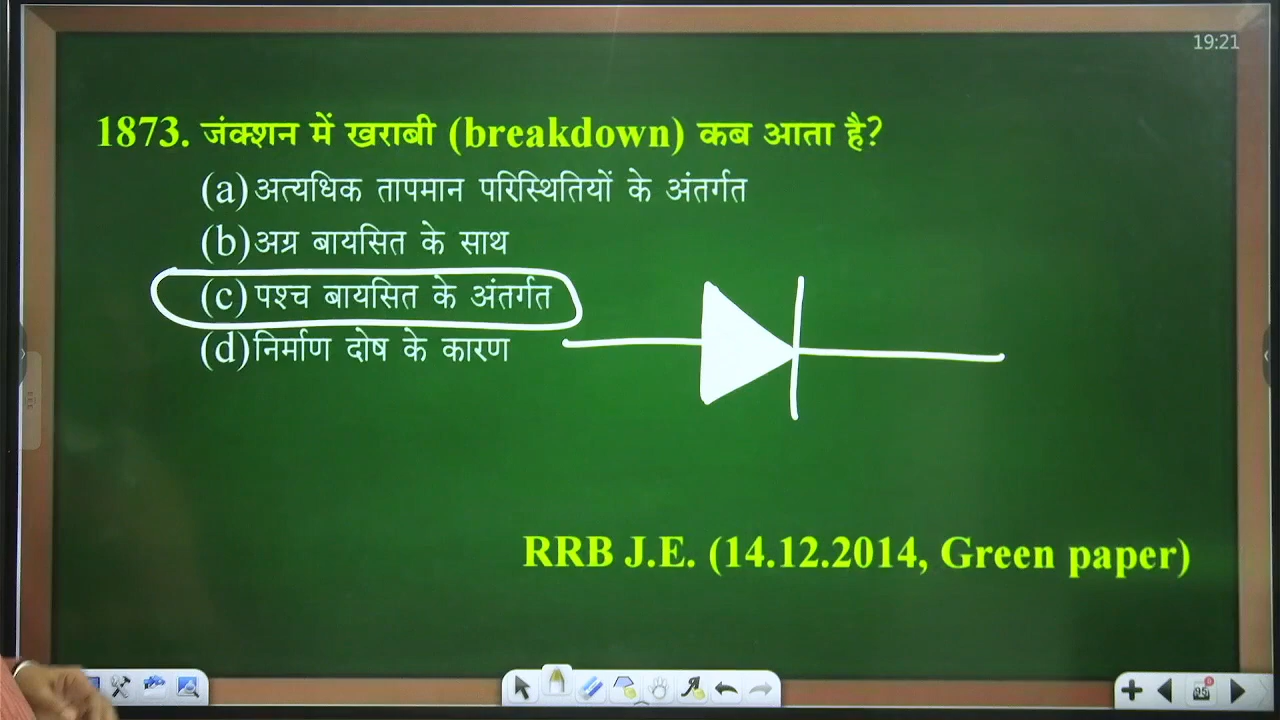 19:21
1873. जंक्शन में खराबी (breakdown) कब आता है?
(a) अत्यधिक तापमान परिस्थितियों के अंतर्गत
(b) अग्र बायसित के साथ
(c) पश्च बायसित के अंतर्गत
(d) निर्माण दोष के कारण
RRB J.E. (14.12.2014, Green paper)